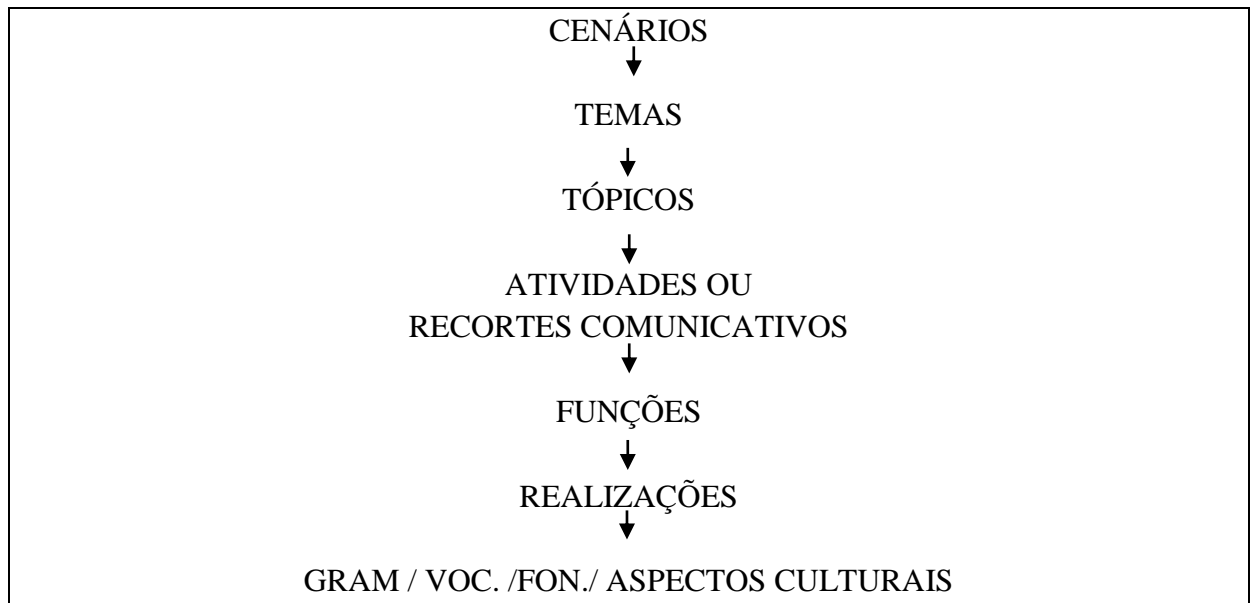 CENÁRIOS
TEMAS
TÓPICOS
ATIVIDADES OU
RECORTES COMUNICATIVOS
FUNÇÕES
REALIZAÇÕES
GRAM / VOC. /FON./ ASPECTOS CULTURAIS